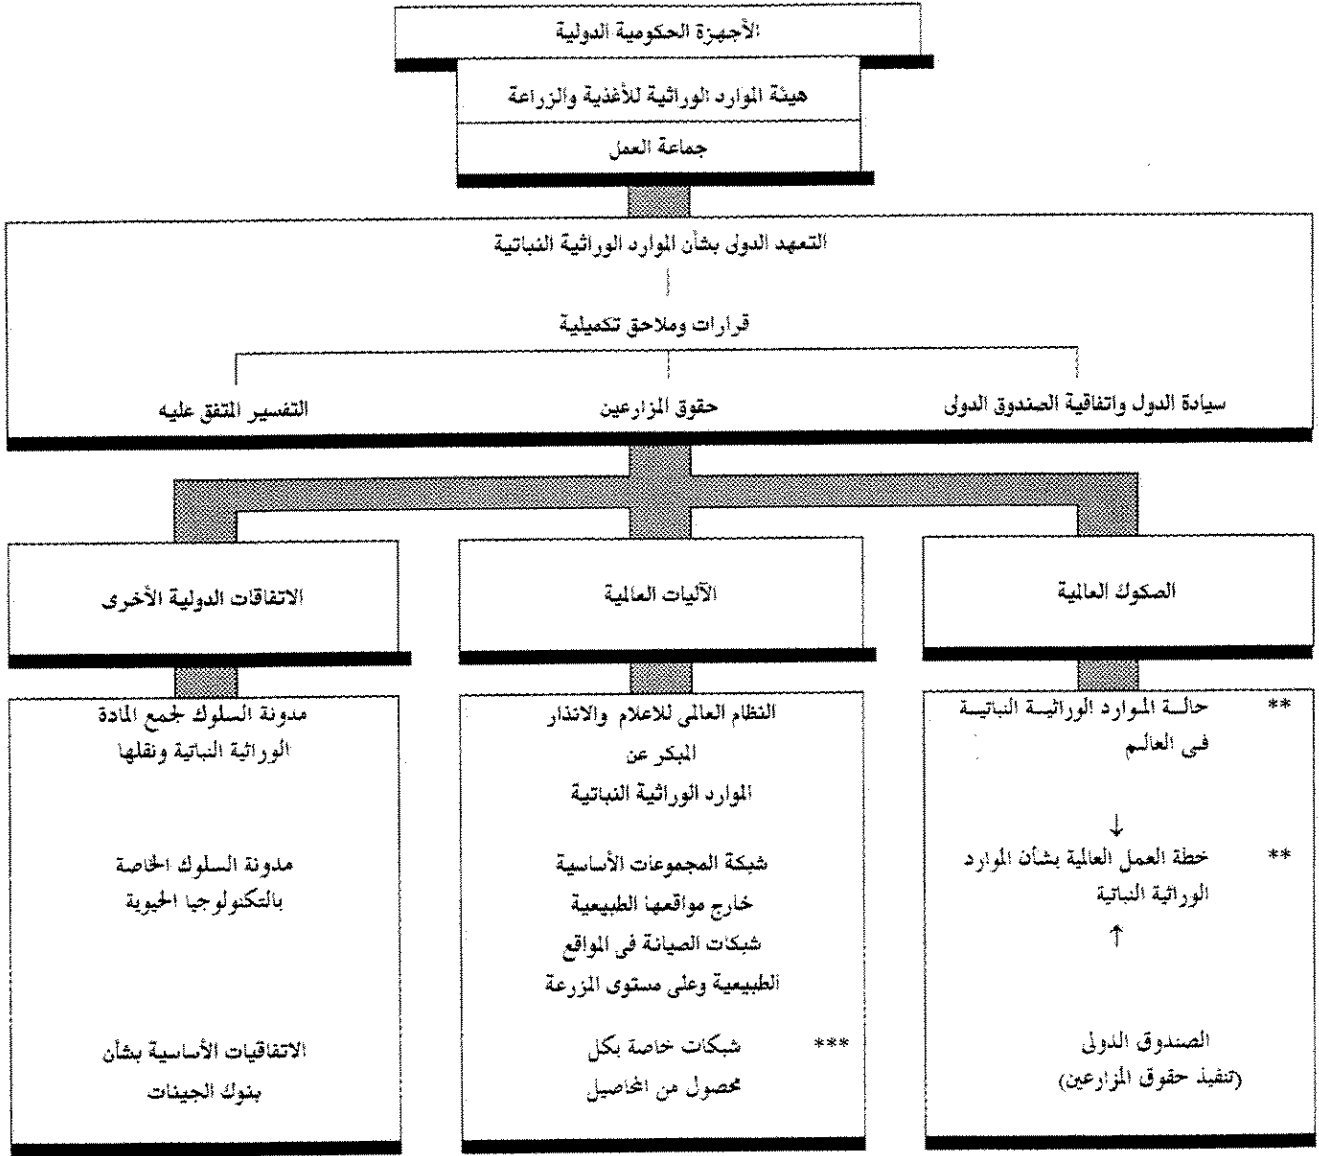 الأجهزة الحكومية الدولية
هيئة الموارد الوراثية للأغذية والزراعة
جماعة العمل
التعهد الدولى بشأن الموارد الوراثية النباتية
قرارات وملاحق تكميلية
سيادة الدول واتفاقية الصندوق الدولى
حقوق المزارعين
التفسير المتفق عليه
الصكوك العالمية
** حالة الموارد الوراثية النباتية
فى العالم
↓
** خطة العمل العالمية بشأن الموارد
الوراثية النباتية
↑
الصندوق الدولى
(تنفيذ حقوق المزارعين)
الآليات العالمية
النظام العالمى للاعلام والانذار
المبكر عن
الموارد الوراثية النباتية
شبكة المجموعات الأساسية
خارج مواقعها الطبيعية
شبكات الصيانة فى المواقع
الطبيعية وعلى مستوى المزرعة
*** شبكات خاصة بكل
محصول من المحاصيل
الاتفاقات الدولية الأخرى
مدونة السلوك لجمع المادة
الوراثية النباتية ونقلها
مدونة السلوك الخاصة
بالتكنولوجيا الحيوية
الاتفاقيات الأساسية بشأن
بنوك الجينات